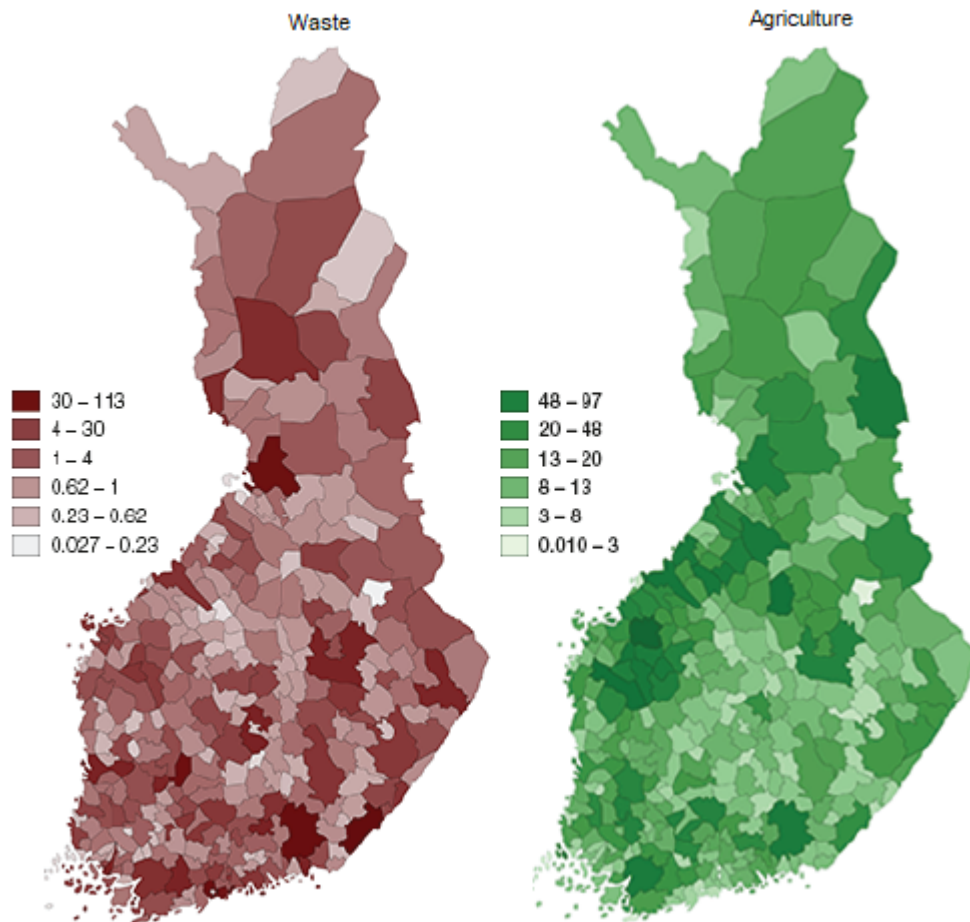 Waste
Agriculture
30 – 113
4 – 30
1 – 4
0.62 – 1
0.23 – 0.62
0.027 – 0.23
48 – 97
20 – 48
13 – 20
8 – 13
3 – 8
0.010 – 3